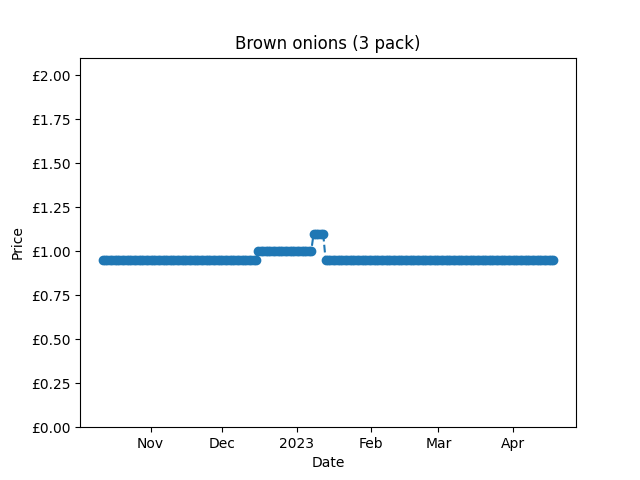 Brown onions (3 pack)
£2.00
£1.75
£1.50
£1.25
£1.00
£0.75
£0.50
£0.25
£0.00
Price
Nov Dec 2023 Feb Mar Apr
Date